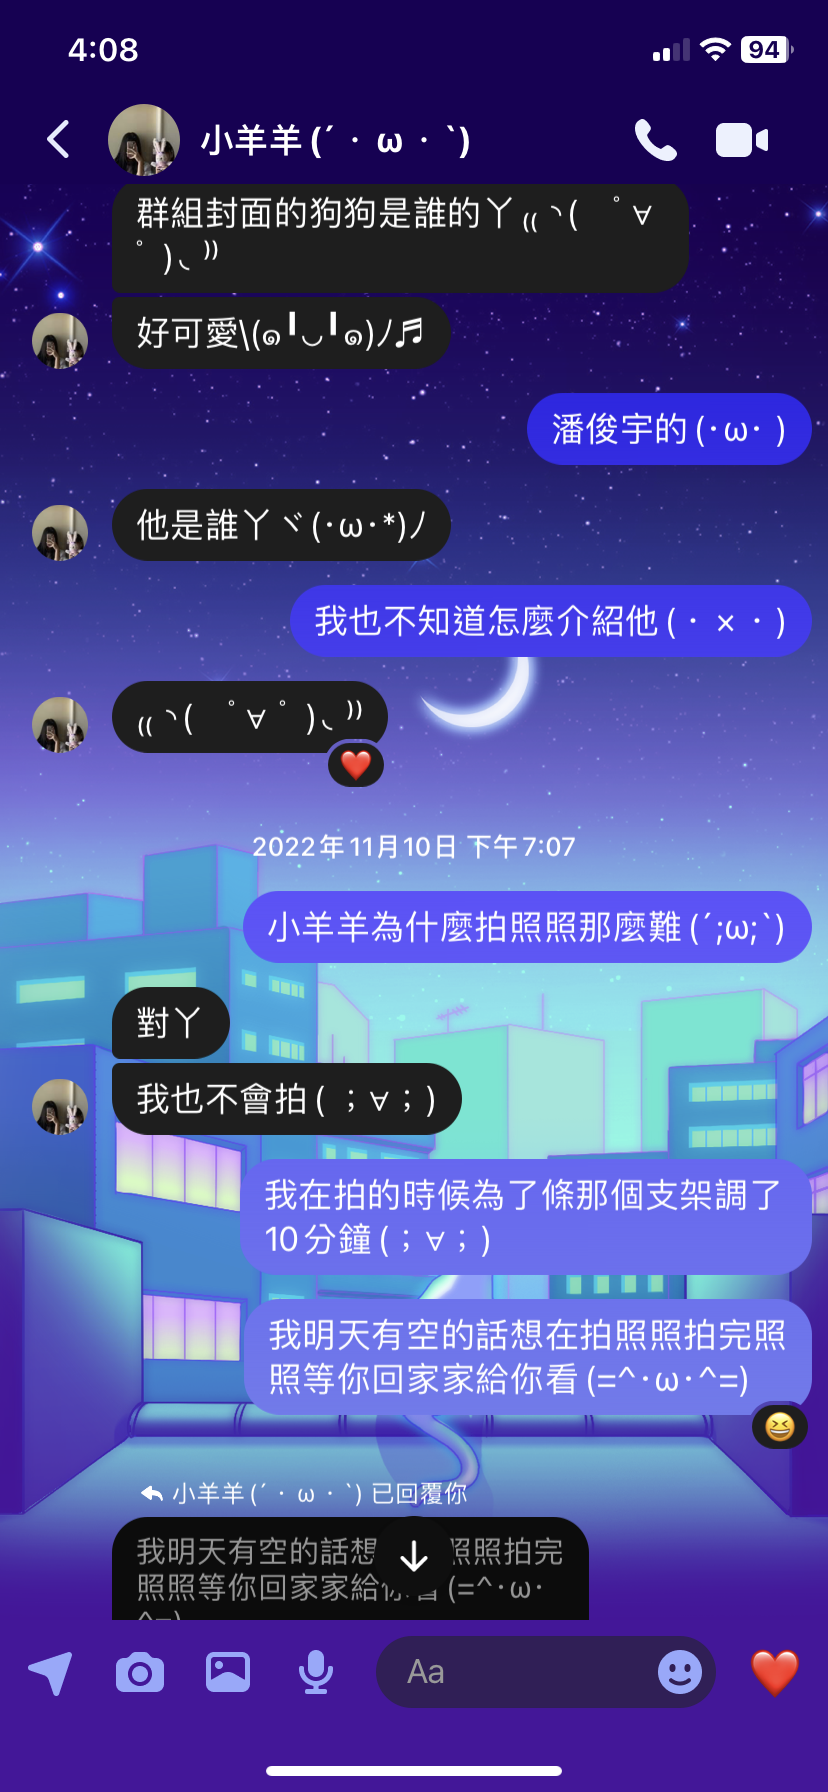 4:08
94
小羊羊 (´・ω・`)
群組封面的狗狗是誰的丫₍₍ ◝(　ﾟ ∀
ﾟ )◟ ⁾⁾
好可愛\(๑╹◡╹๑)ﾉ♬
潘俊宇的 (･ω･ )
他是誰丫ヾ(･ω･*)ﾉ
我也不知道怎麼介紹他 (・×・)
₍₍ ◝(　ﾟ∀ ﾟ )◟ ⁾⁾
2022年11月10日 下午7:07
小羊羊為什麼拍照照那麼難 (´;ω;`)
對丫
我也不會拍 (；∀；)
我在拍的時候為了條那個支架調了
10分鐘 (；∀；)
我明天有空的話想在拍照照拍完照
照等你回家家給你看 (=^･ω･^=)
小羊羊 (´・ω・`) 已回覆你
我明天有空的話想 照照拍完
照照等你回家家給你看 (=^･ω･
^=)
Aa